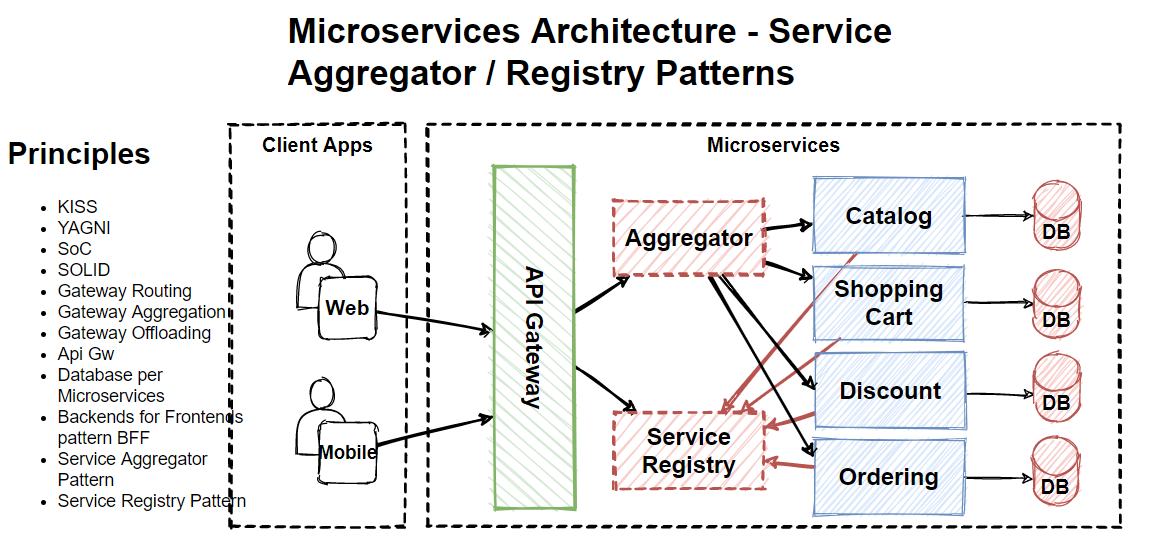 Microservices Architecture - Service
Aggregator / Registry Patterns
Principles
KISS
YAGNI
SoC
SOLID
Gateway Routing
Gateway Aggregation
Gateway Offloading
Api Gw
Database per
Microservices
Backends for Frontends
pattern BFF
Service Aggregator
Pattern
Service Registry Pattern
Client Apps
Web
Mobile
Microservices
API Gateway
Aggregator
Service
Registry
Catalog
DB
Shopping
Cart
DB
Discount
DB
Ordering
DB